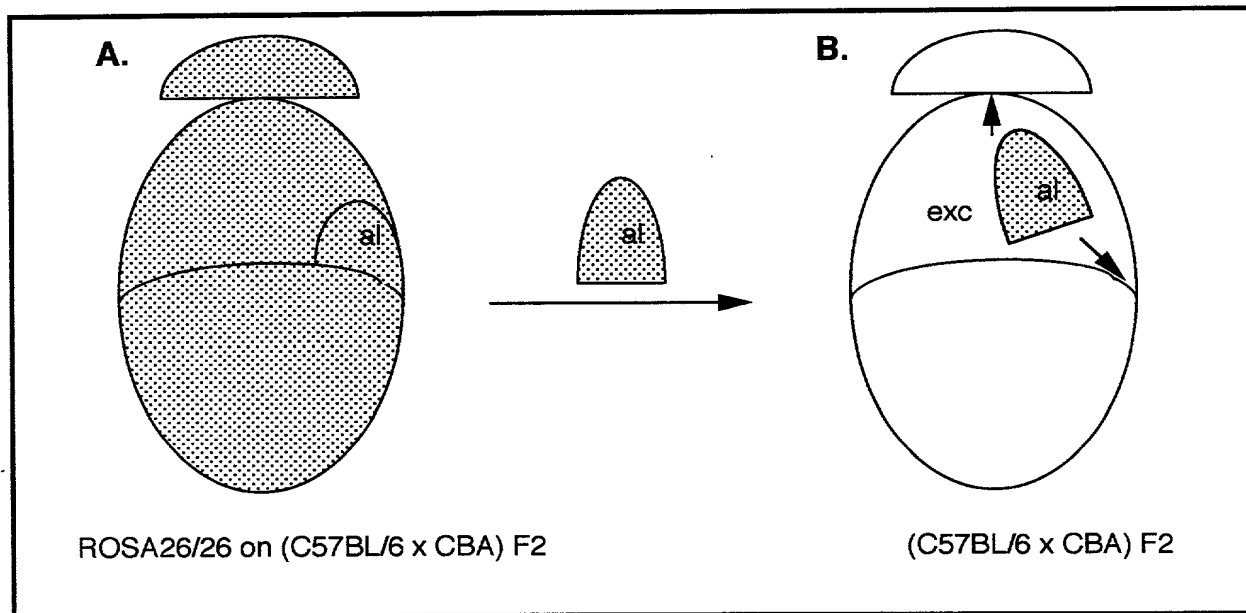 A.
al
ROSA26/26 on (C57BL/6 x CBA) F2
al
B.
exc
al
(C57BL/6 x CBA) F2